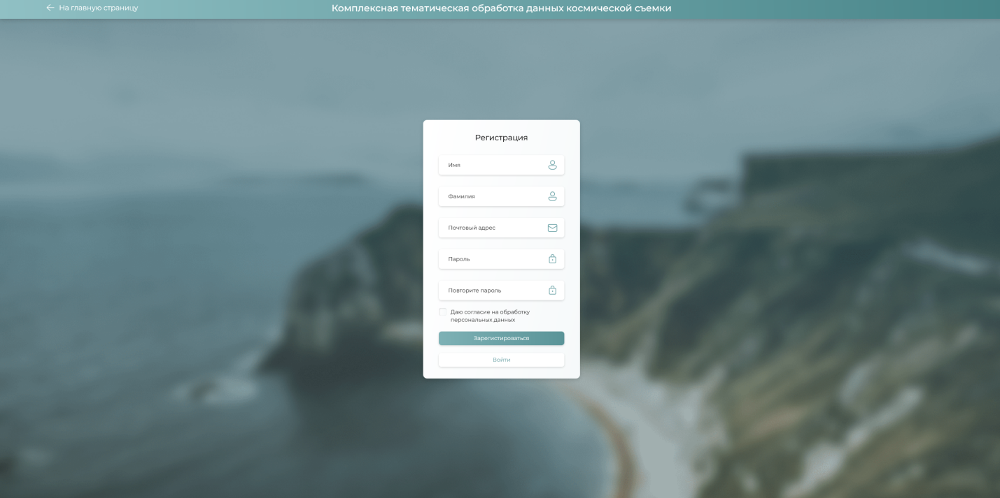 На главную страницу
Комплексная тематическая обработка данных космической съемки
Регистрация
Имя
Фамилия
Почтовый адрес
Пароль
Повторите пароль
Даю согласие на обработку
персональных данных
Зарегистироваться
Войти